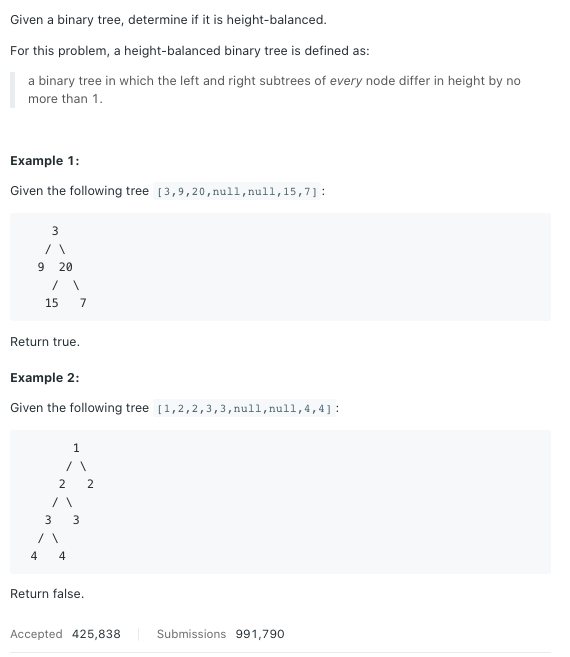 Given a binary tree, determine if it is height-balanced.
For this problem, a height-balanced binary tree is defined as:
a binary tree in which the left and right subtrees of every node differ in height by no
more than 1.
Example 1:
Given the following tree [3,9,20,null,null,15,7]:
    3
   / \
  9  20
    /  \
   15   7
Return true.
Example 2:
Given the following tree [1,2,2,3,3,null,null,4,4]:
       1
      / \
     2   2
    / \
   3   3
  / \
 4   4
Return false.
Accepted 425,838 Submissions 991,790